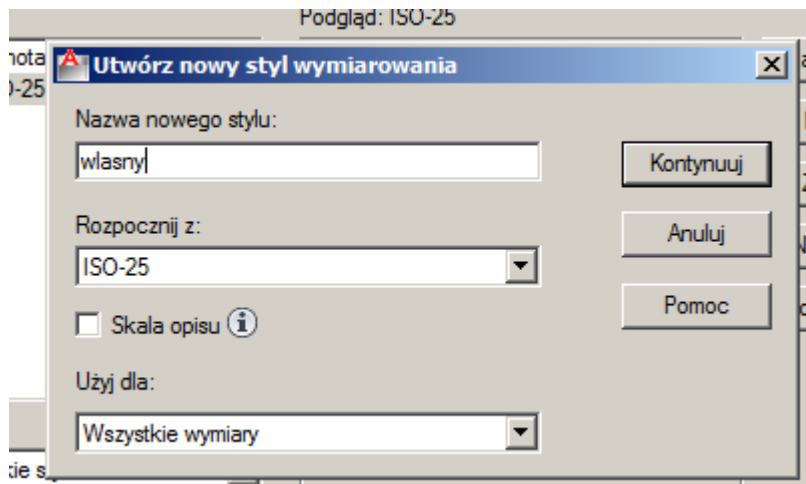 Podgląd: ISO-25
Utwórz nowy styl wymiarowania
Nazwa nowego stylu:
wlasny
Kontynuuj
Rozpocznij z:
Anuluj
ISO-25
Pomoc
Skala opisu
Użyj dla:
Wszystkie wymiary